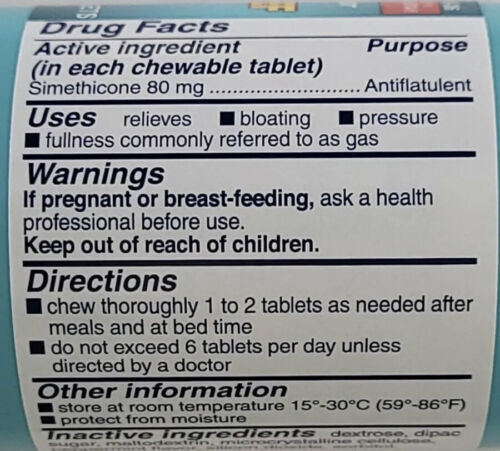 Drug Facts
Active ingredient Purpose
(in each chewable tablet)
Simethicone 80 mg ............................ Antiflatulent
Uses relieves ■ bloating ■ pressure
■ fullness commonly referred to as gas
Warnings
If pregnant or breast-feeding, ask a health
professional before use.
Keep out of reach of children.
Directions
■ chew thoroughly 1 to 2 tablets as needed after
meals and at bed time
■ do not exceed 6 tablets per day unless
directed by a doctor
Other information
■ store at room temperature 15°-30°C (59°-86°F)
■ protect from moisture
Inactive ingredients dextrose, dipac
sugar, maltodextrin, microcrystalline cellulose,